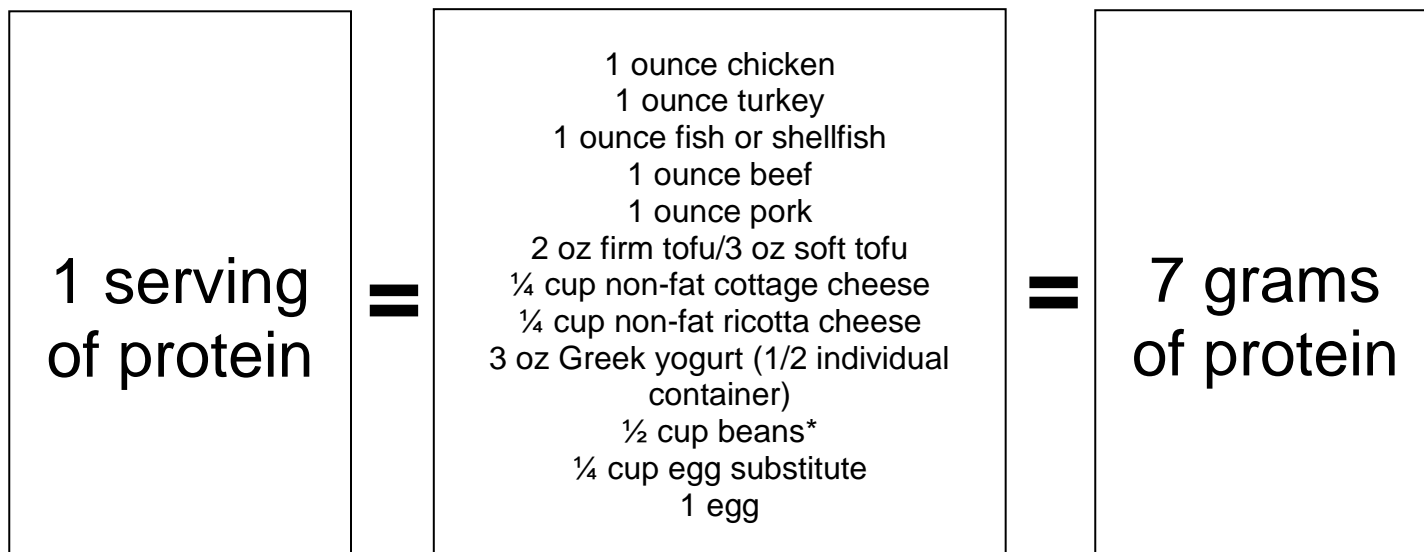 1 serving
of protein
=
1 ounce chicken
1 ounce turkey
1 ounce fish or shellfish
1 ounce beef
1 ounce pork
2 oz firm tofu/3 oz soft tofu
¼ cup non-fat cottage cheese
¼ cup non-fat ricotta cheese
3 oz Greek yogurt (1/2 individual
container)
½ cup beans*
¼ cup egg substitute
1 egg
=
7 grams
of protein